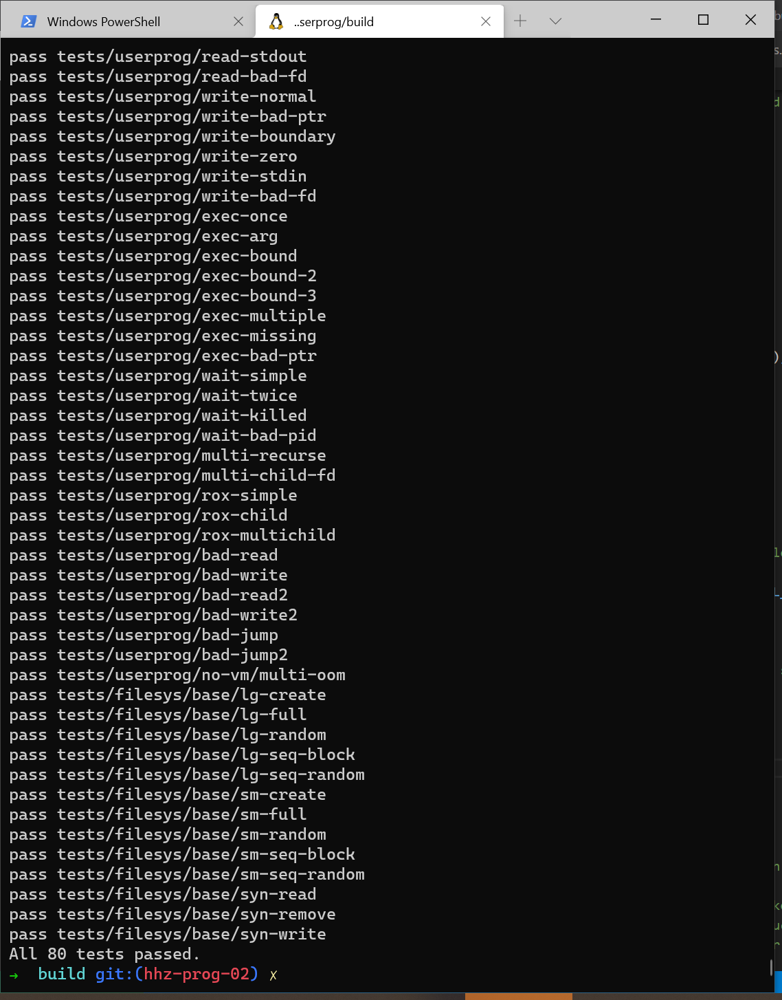 Windows PowerShell
..serprog/build
pass tests/userprog/read-stdout
pass tests/userprog/read-bad-fd
pass tests/userprog/write-normal
pass tests/userprog/write-bad-ptr
pass tests/userprog/write-boundary
pass tests/userprog/write-zero
pass tests/userprog/write-stdin
pass tests/userprog/write-bad-fd
pass tests/userprog/exec-once
pass tests/userprog/exec-arg
pass tests/userprog/exec-bound
pass tests/userprog/exec-bound-2
pass tests/userprog/exec-bound-3
pass tests/userprog/exec-multiple
pass tests/userprog/exec-missing
pass tests/userprog/exec-bad-ptr
pass tests/userprog/wait-simple
pass tests/userprog/wait-twice
pass tests/userprog/wait-killed
pass tests/userprog/wait-bad-pid
pass tests/userprog/multi-recurse
pass tests/userprog/multi-child-fd
pass tests/userprog/rox-simple
pass tests/userprog/rox-child
pass tests/userprog/rox-multichild
pass tests/userprog/bad-read
pass tests/userprog/bad-write
pass tests/userprog/bad-read2
pass tests/userprog/bad-write2
pass tests/userprog/bad-jump
pass tests/userprog/bad-jump2
pass tests/userprog/no-vm/multi-oom
pass tests/filesys/base/lg-create
pass tests/filesys/base/lg-full
pass tests/filesys/base/lg-random
pass tests/filesys/base/lg-seq-block
pass tests/filesys/base/lg-seq-random
pass tests/filesys/base/sm-create
pass tests/filesys/base/sm-full
pass tests/filesys/base/sm-random
pass tests/filesys/base/sm-seq-block
pass tests/filesys/base/sm-seq-random
pass tests/filesys/base/syn-read
pass tests/filesys/base/syn-remove
pass tests/filesys/base/syn-write
All 80 tests passed.
→ build git:(hhz-prog-02) ✗